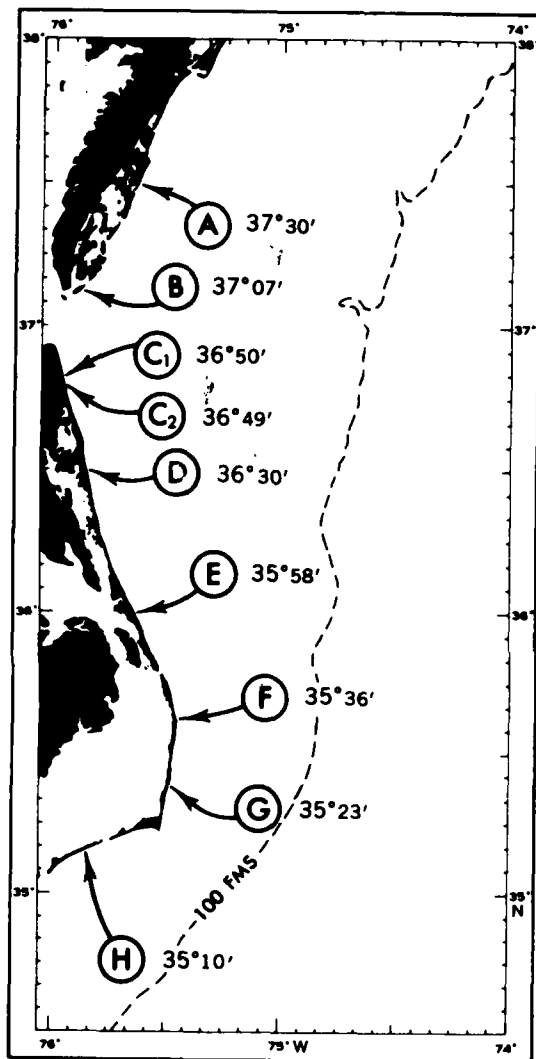 76° 75° 74°
38° 38°
A 37°30'
B 37°07'
37° 37°
C₁ 36°50'
C₂ 36°49'
D 36°30'
E 35°58'
36° 36°
F 35°36'
G 35°23'
100 FMS
35° 35°
N
H 35°10'
76° 75°W 74°